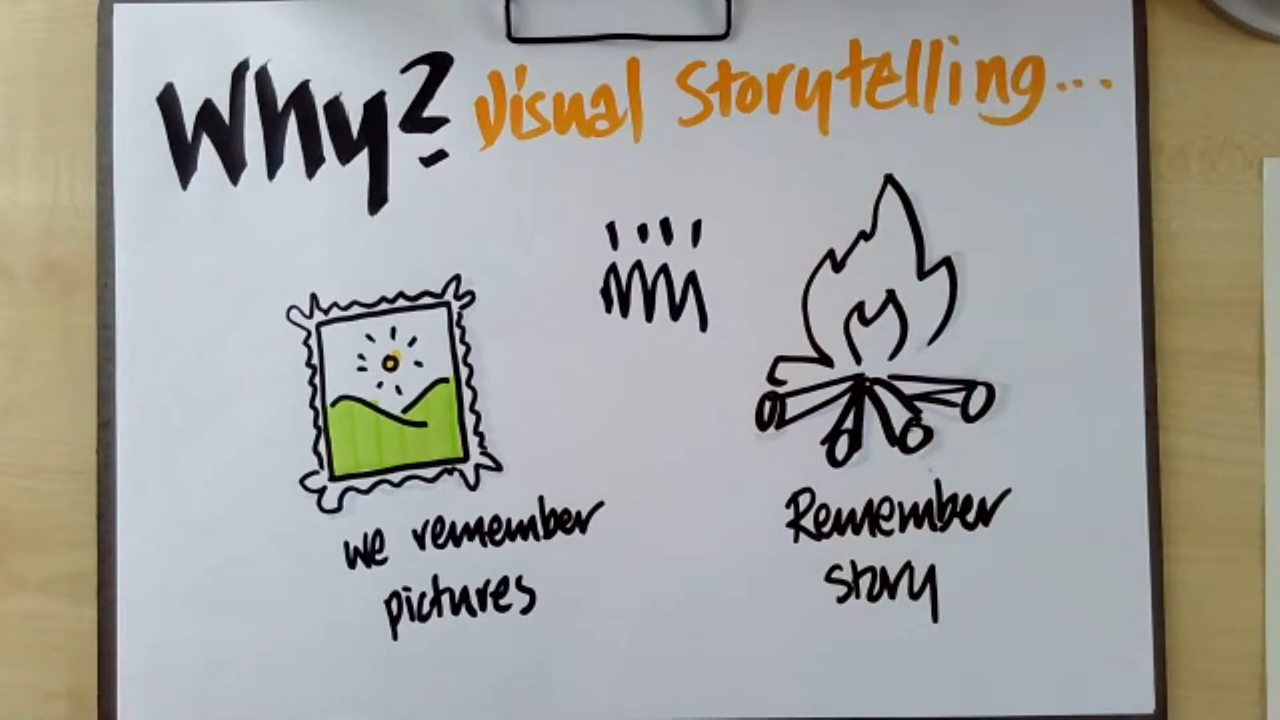 Why? Visual Storytelling...
we remember
pictures
Remember
story